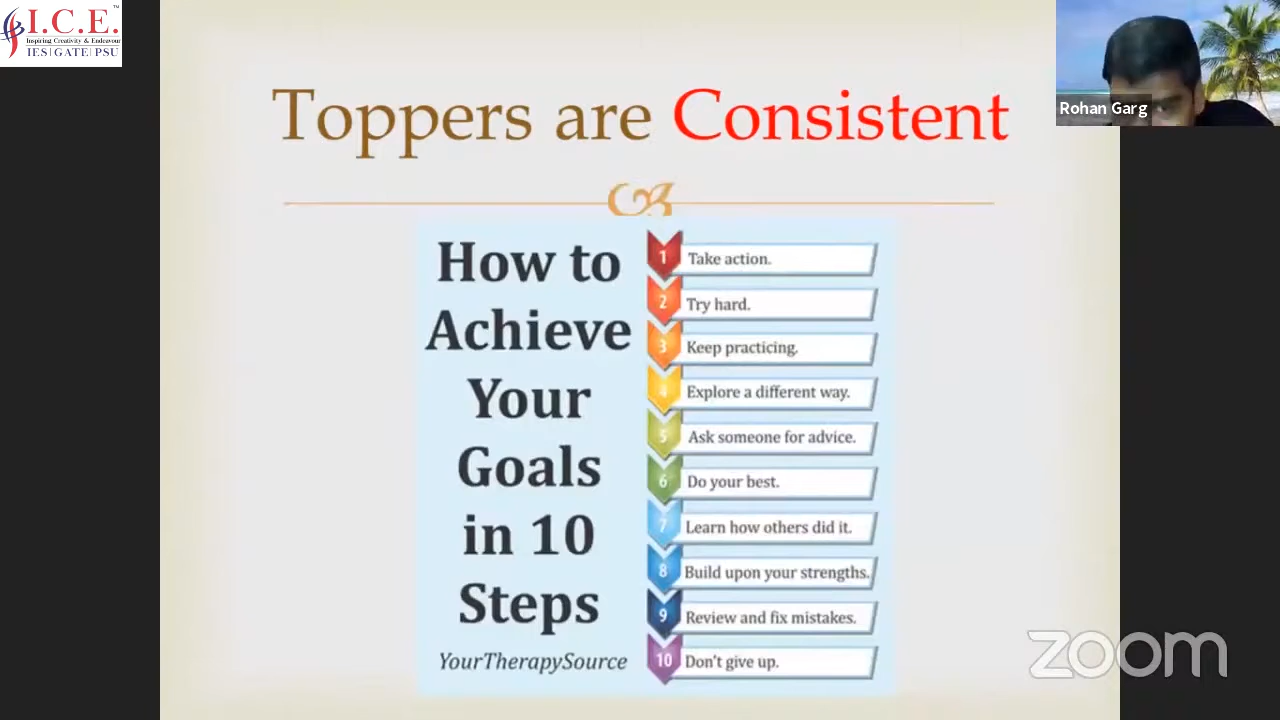 I.C.E.
TM
Inspiring Creativity & Endeavour
IES|GATE|PSU
Rohan Garg
Toppers are Consistent
How to
Achieve
Your
Goals
in 10
Steps
YourTherapySource
1 Take action.
2 Try hard.
3 Keep practicing.
4 Explore a different way.
5 Ask someone for advice.
6 Do your best.
7 Learn how others did it.
8 Build upon your strengths.
9 Review and fix mistakes.
10 Don't give up.
zoom